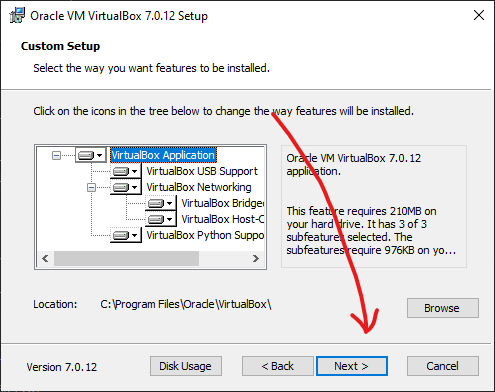 Oracle VM VirtualBox 7.0.12 Setup
Custom Setup
Select the way you want features to be installed.
Click on the icons in the tree below to change the way features will be installed.
VirtualBox Application
VirtualBox USB Support
VirtualBox Networking
VirtualBox Bridged
VirtualBox Host-O
VirtualBox Python Suppo
Oracle VM VirtualBox 7.0.12
application.
This feature requires 210MB on
your hard drive. It has 3 of 3
subfeatures selected. The
subfeatures require 976KB on yo...
Location: C:\Program Files\Oracle\VirtualBox\
Browse
Version 7.0.12
Disk Usage
< Back
Next >
Cancel